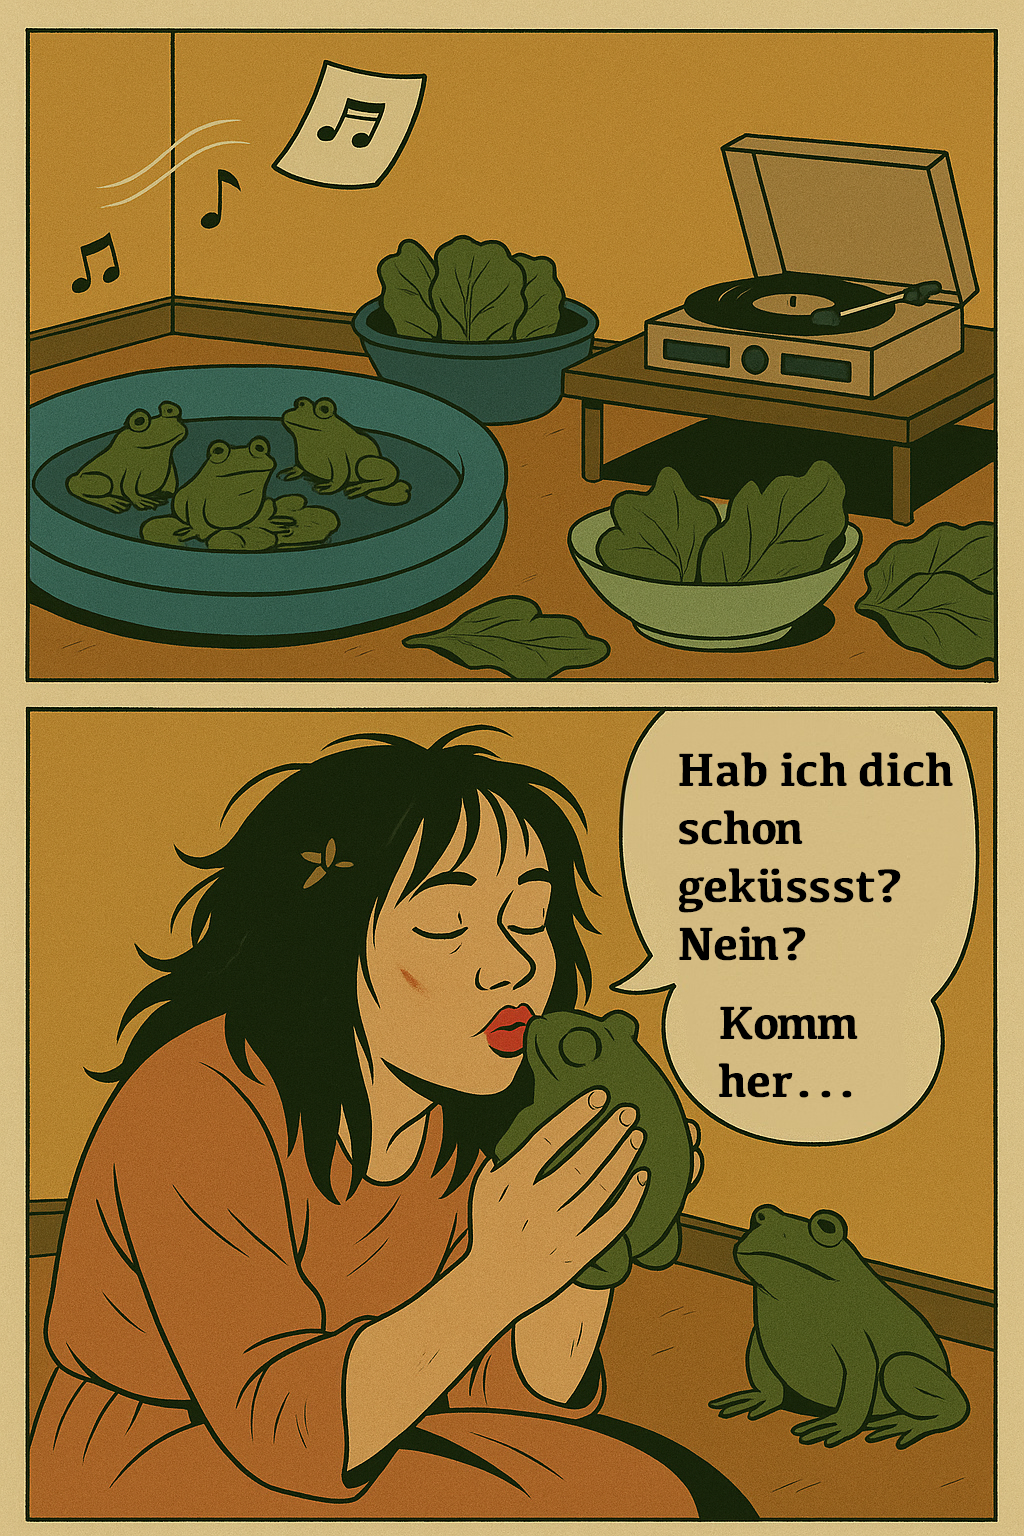 Hab ich dich
schon
geküssst?
Nein?
Komm
her...